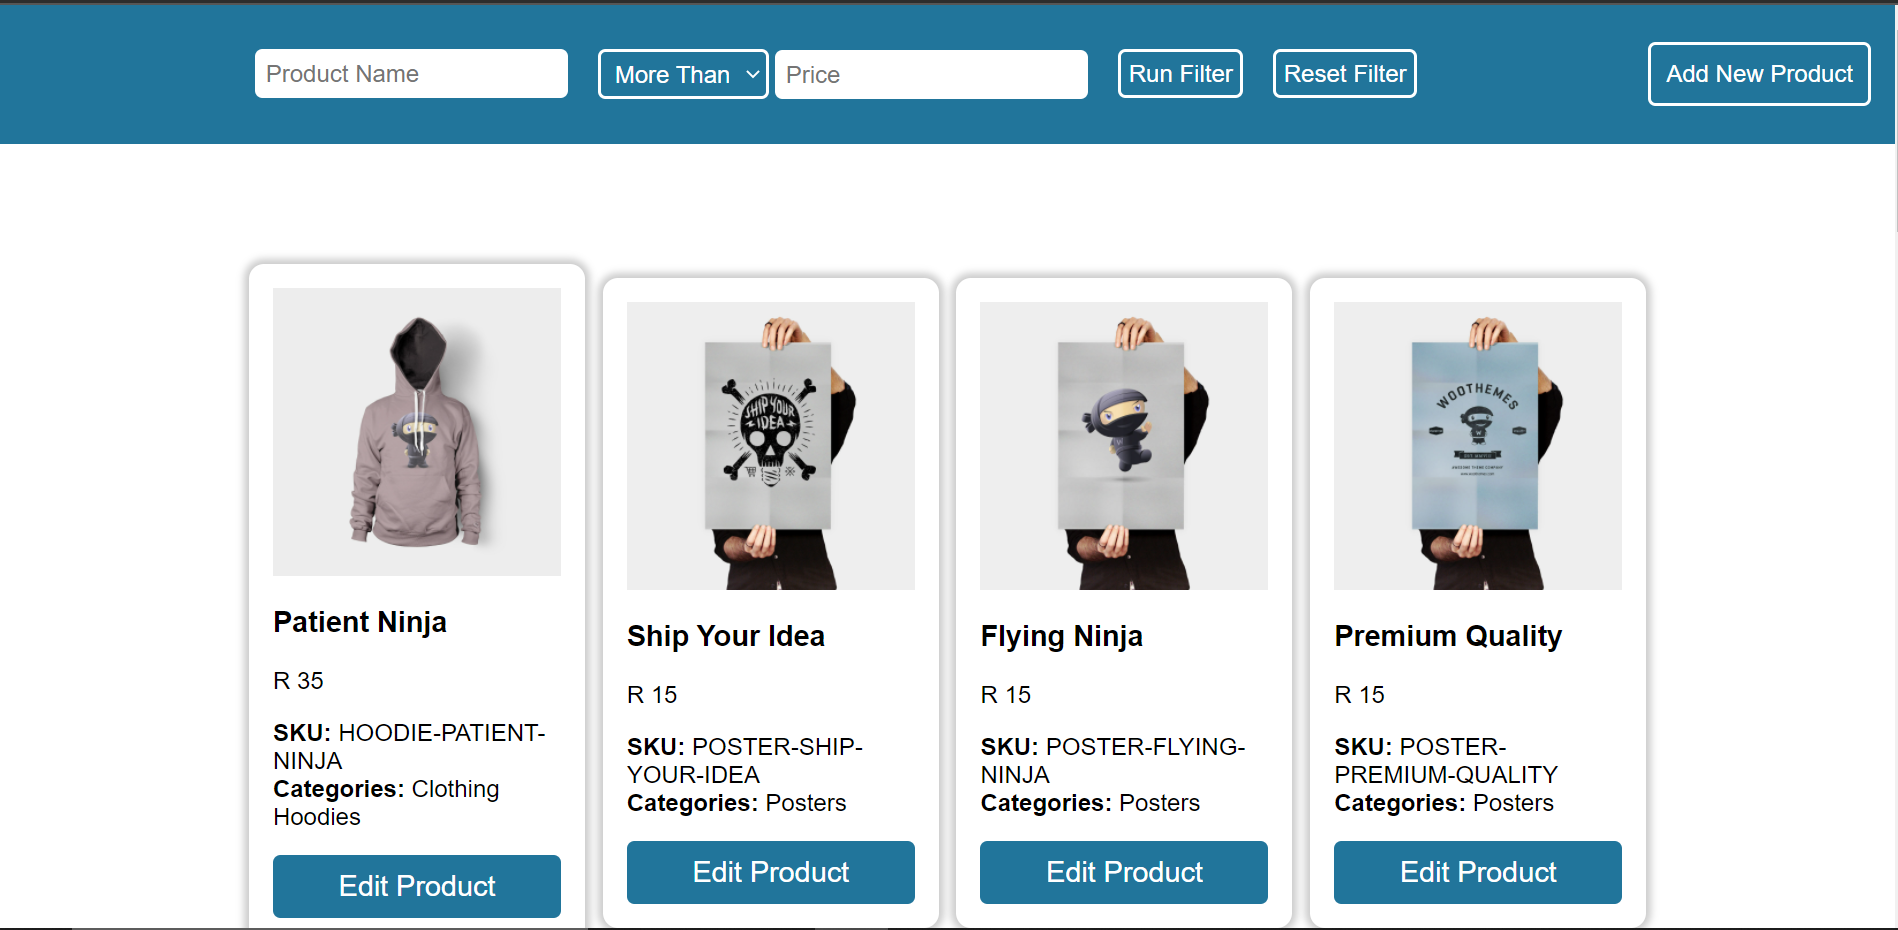 Product Name
More Than
Price
Run Filter
Reset Filter
Add New Product
SHIP YOUR
IDEA
WOOTHEMES
Patient Ninja
R 35
SKU: HOODIE-PATIENT-
NINJA
Categories: Clothing
Hoodies
Edit Product
Ship Your Idea
R 15
SKU: POSTER-SHIP-
YOUR-IDEA
Categories: Posters
Edit Product
Flying Ninja
R 15
SKU: POSTER-FLYING-
NINJA
Categories: Posters
Edit Product
Premium Quality
R 15
SKU: POSTER-
PREMIUM-QUALITY
Categories: Posters
Edit Product